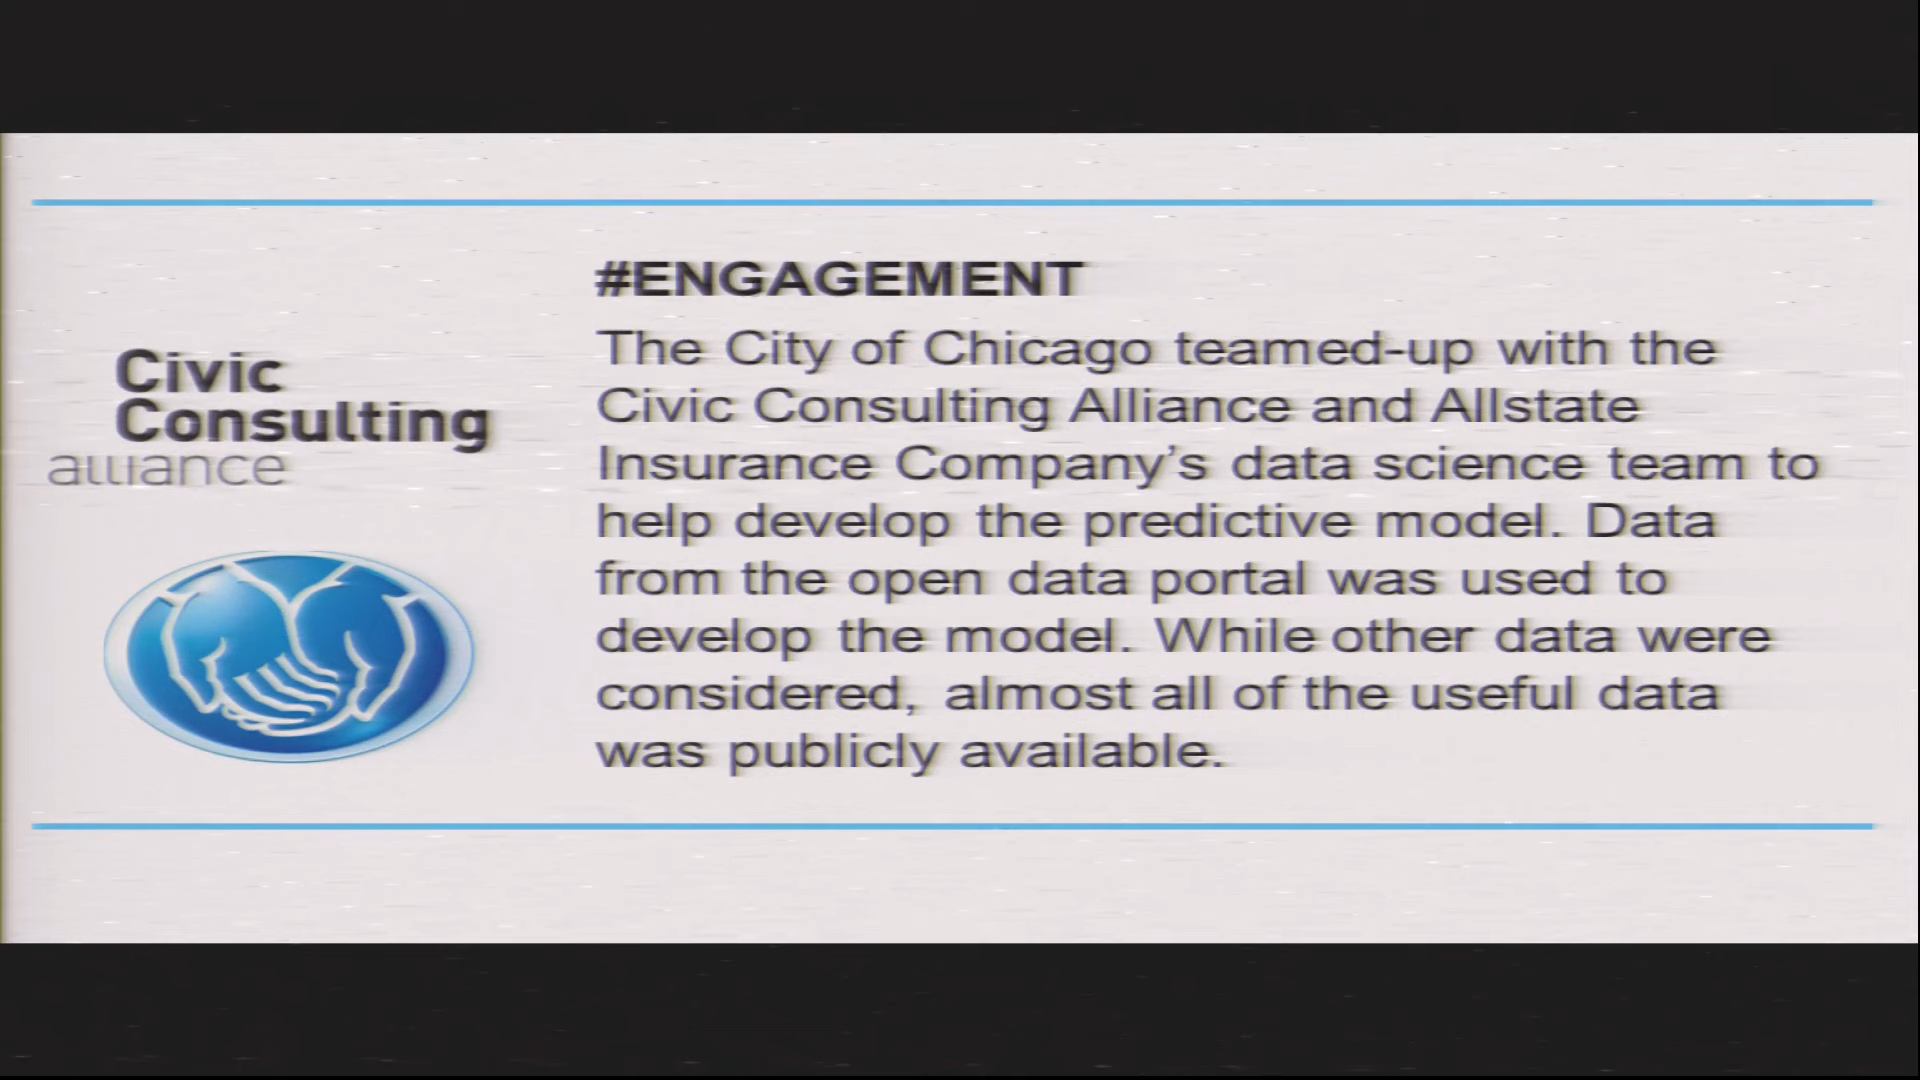 Civic
Consulting
alliance
#ENGAGEMENT
The City of Chicago teamed-up with the
Civic Consulting Alliance and Allstate
Insurance Company’s data science team to
help develop the predictive model. Data
from the open data portal was used to
develop the model. While other data were
considered, almost all of the useful data
was publicly available.